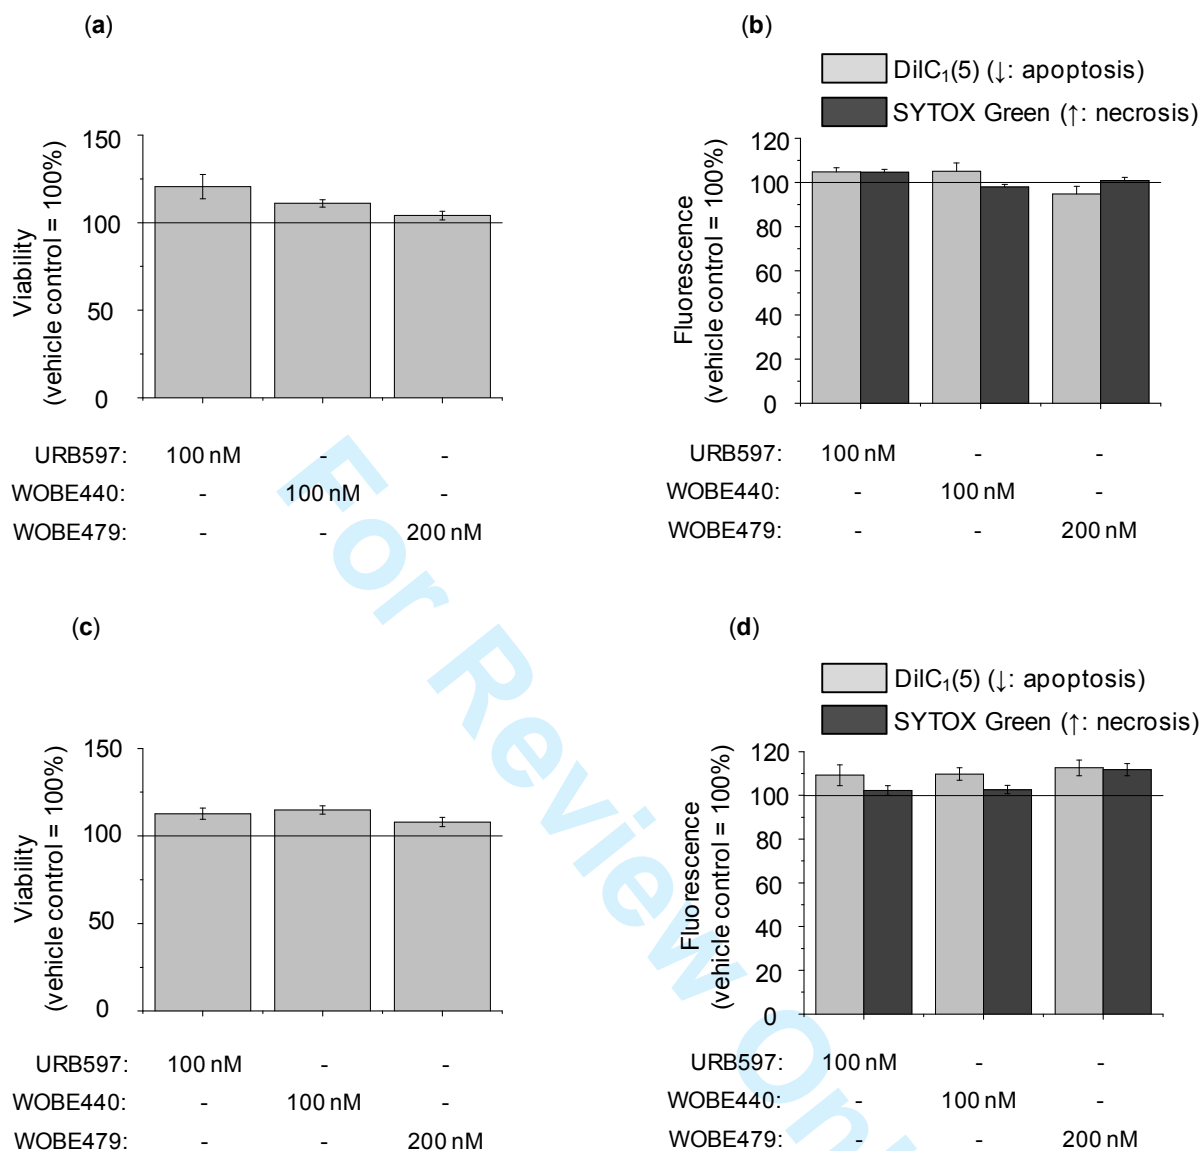 (a)
Viability
(vehicle control = 100%)
150
100
50
0
URB597: 100 nM - -
WOBE440: - 100 nM -
WOBE479: - - 200 nM
(b)
DilC₁(5) (↓: apoptosis)
SYTOX Green (↑: necrosis)
Fluorescence
(vehicle control = 100%)
120
100
80
60
40
20
0
URB597: 100 nM - -
WOBE440: - 100 nM -
WOBE479: - - 200 nM
(c)
Viability
(vehicle control = 100%)
150
100
50
0
URB597: 100 nM - -
WOBE440: - 100 nM -
WOBE479: - - 200 nM
(d)
DilC₁(5) (↓: apoptosis)
SYTOX Green (↑: necrosis)
Fluorescence
(vehicle control = 100%)
120
100
80
60
40
20
0
URB597: 100 nM - -
WOBE440: - 100 nM -
WOBE479: - - 200 nM
For Review Onl